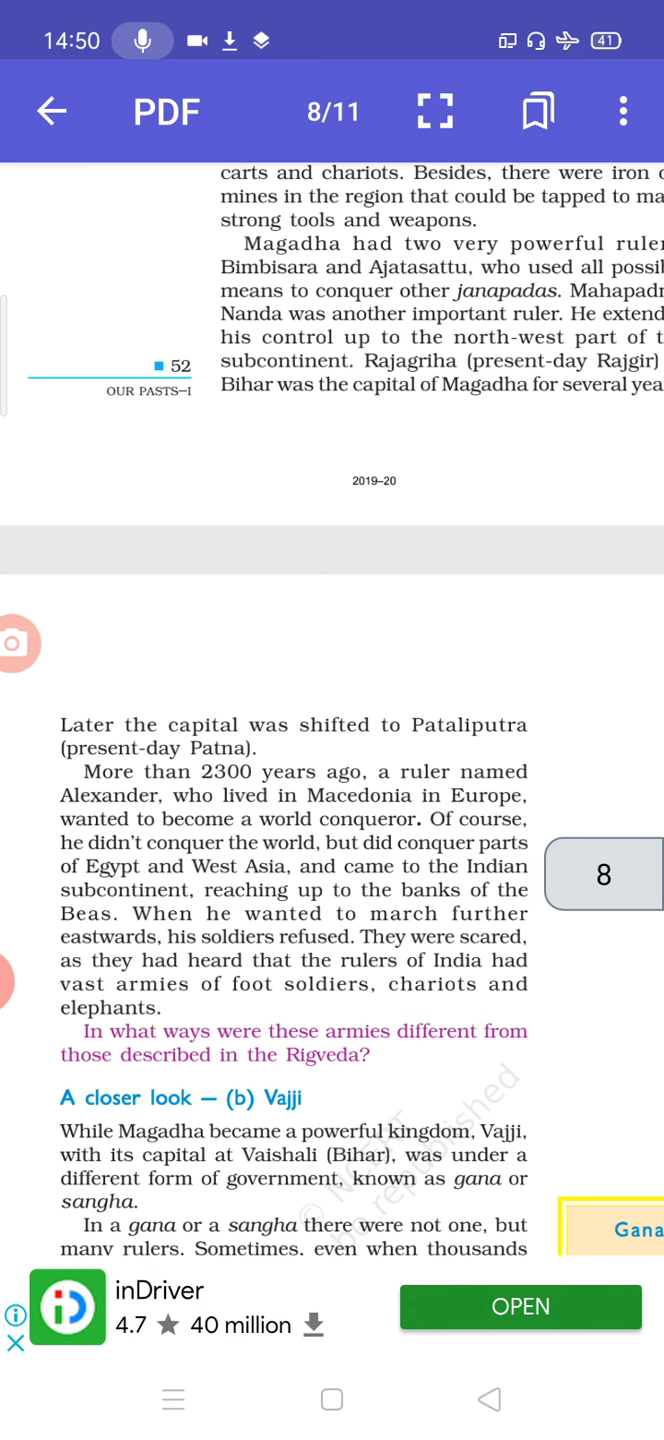 14:50
41
PDF
8/11
carts and chariots. Besides, there were iron
mines in the region that could be tapped to
strong tools and weapons.
Magadha had two very powerful
Bimbisara and Ajatasattu, who used all
means to conquer other janapadas.
Nanda was another important ruler. He
his control up to the north-west part of
subcontinent. Rajagriha (present-day Rajgir)
Bihar was the capital of Magadha for several
52
OUR PASTS–I
2019–20
Later the capital was shifted to Pataliputra
(present-day Patna).
More than 2300 years ago, a ruler named
Alexander, who lived in Macedonia in Europe,
wanted to become a world conqueror. Of course,
he didn't conquer the world, but did conquer parts
of Egypt and West Asia, and came to the Indian
subcontinent, reaching up to the banks of the
Beas. When he wanted to march further
eastwards, his soldiers refused. They were scared,
as they had heard that the rulers of India had
vast armies of foot soldiers, chariots and
elephants.
In what ways were these armies different from
those described in the Rigveda?
8
A closer look — (b) Vajji
While Magadha became a powerful kingdom, Vajji,
with its capital at Vaishali (Bihar), was under a
different form of government, known as gana or
sangha.
In a gana or a sangha there were not one, but
many rulers. Sometimes, even when thousands
© NCERT
be republished
Gana
inDriver
4.7 ★ 40 million
OPEN